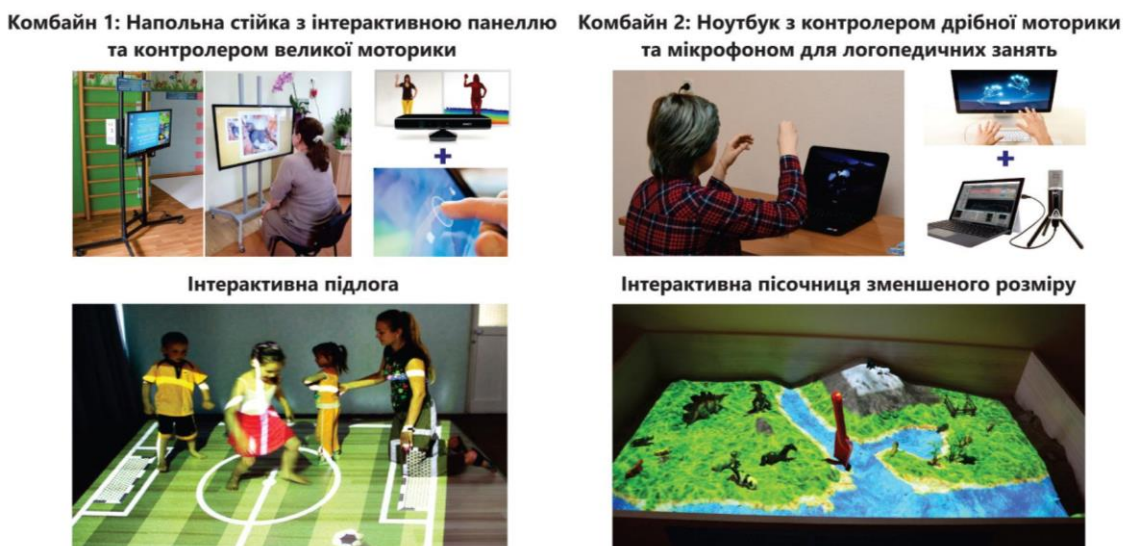 Комбайн 1: Напольна стійка з інтерактивною панеллю
та контролером великої моторики
Комбайн 2: Ноутбук з контролером дрібної моторики
та мікрофоном для логопедичних занять
Інтерактивна підлога
Інтерактивна пісочниця зменшеного розміру